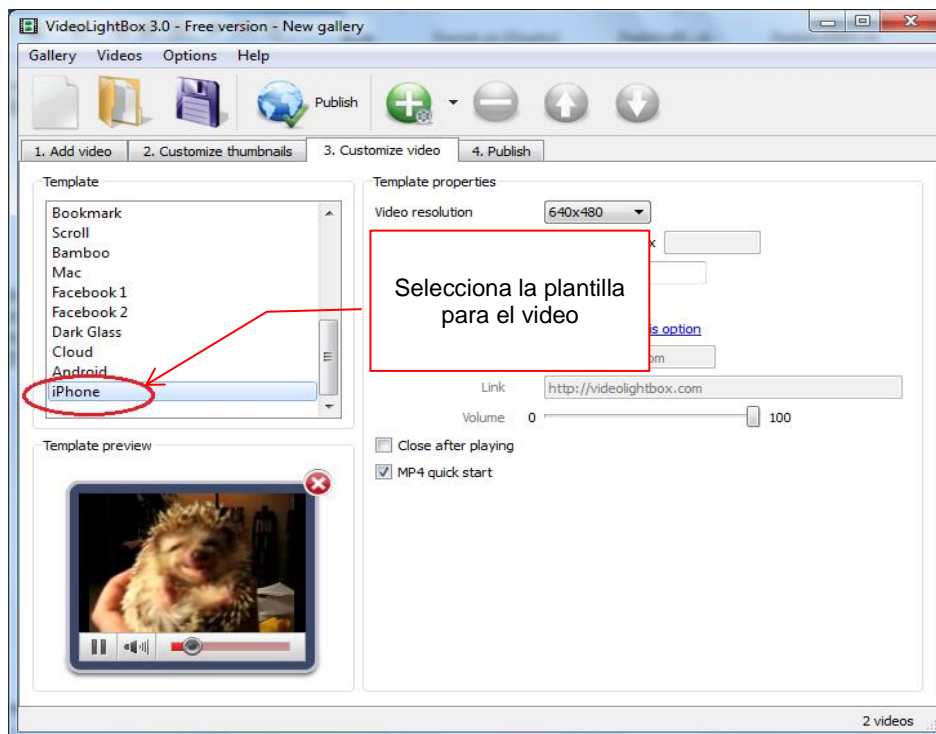 VideoLightBox 3.0 - Free version - New gallery
Gallery Videos Options Help
Publish
1. Add video 2. Customize thumbnails 3. Customize video 4. Publish
Template
Bookmark
Scroll
Bamboo
Mac
Facebook 1
Facebook 2
Dark Glass
Cloud
Android
iPhone
Template preview
Template properties
Video resolution 640x480
x
Selecciona la plantilla
para el video
option
Link http://videolightbox.com
Volume 0 100
Close after playing
MP4 quick start
2 videos